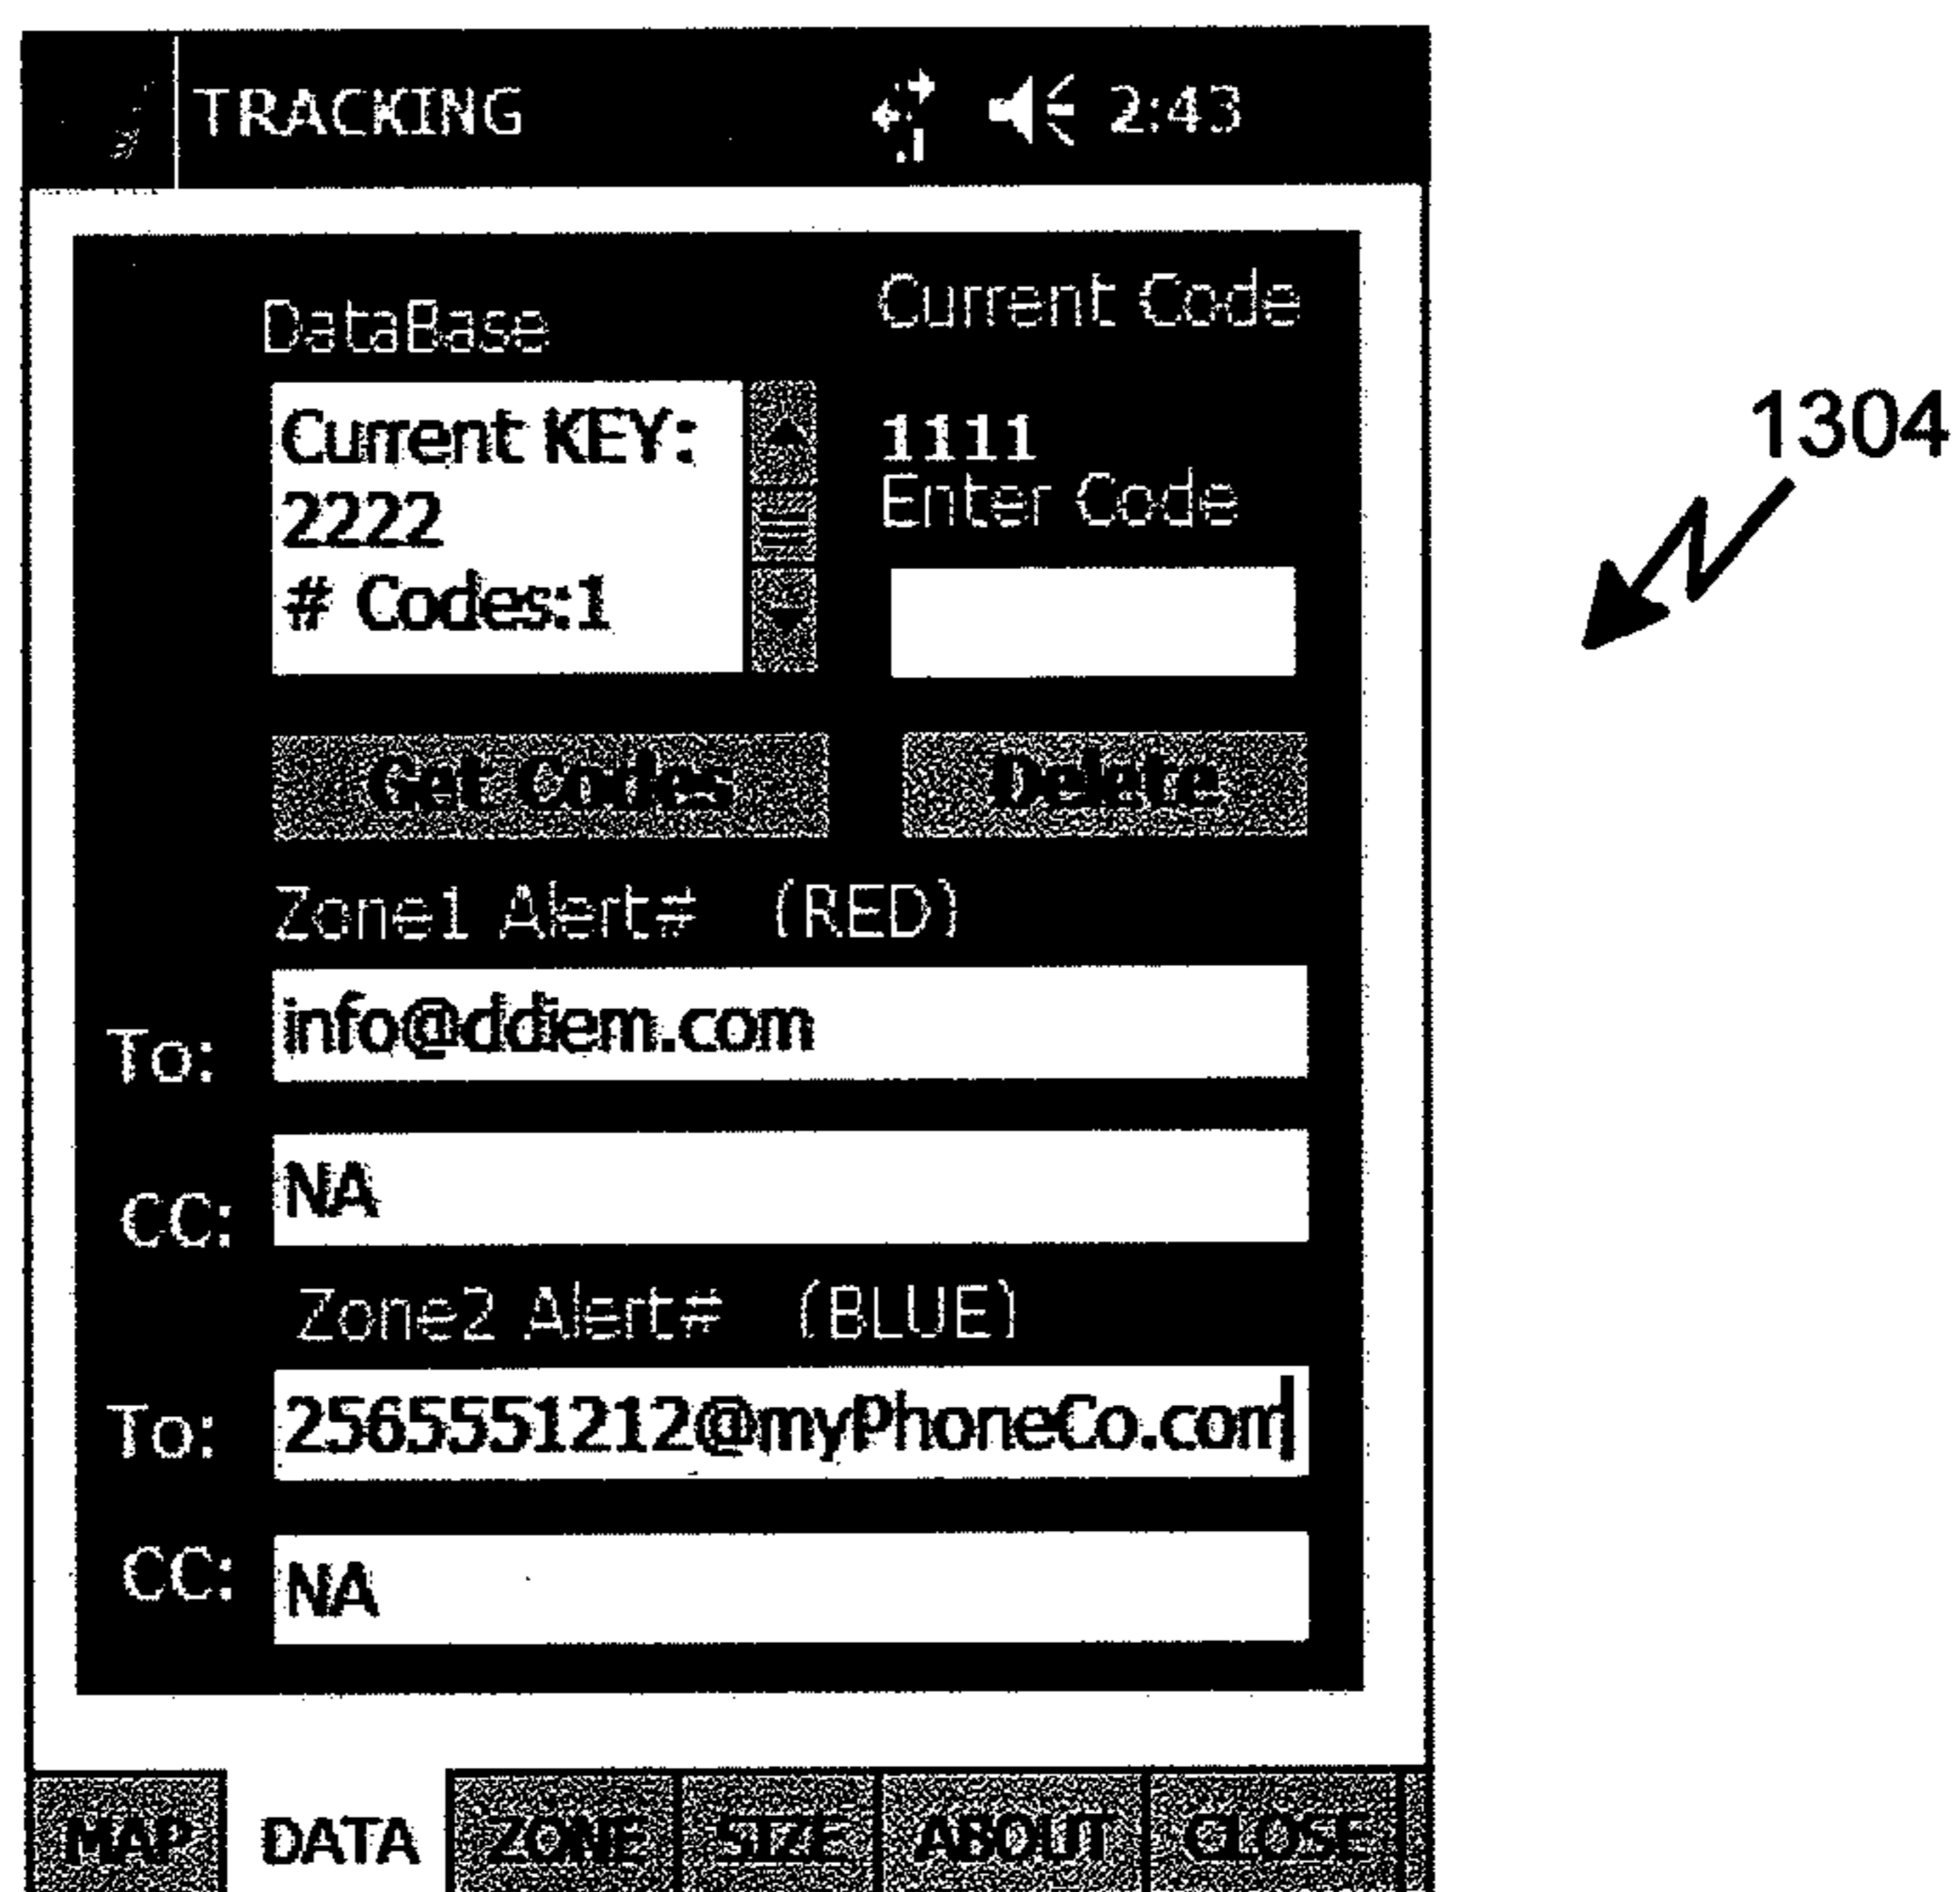 TRACKING 2:43
DataBase
Current Code
Current KEY:
2222
# Codes:1
1111
Enter Code
Get Codes
Delete
Zone1 Alert# (RED)
To: info@ddiem.com
CC: NA
Zone2 Alert# (BLUE)
To: 2565551212@myPhoneCo.com
CC: NA
MAP DATA ZONE SIZE ABOUT CLOSE
1304